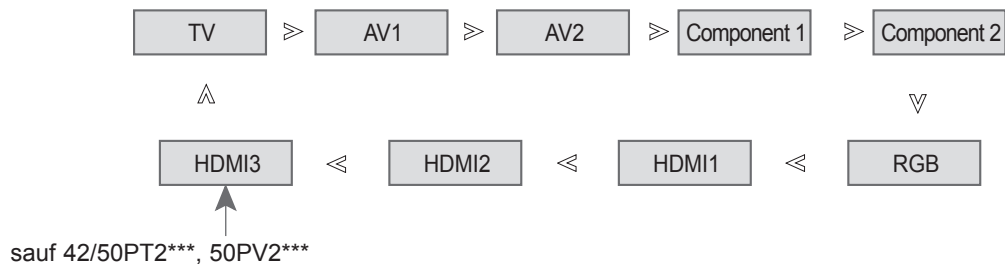 TV AV1 AV2 Component 1 Component 2
HDMI3 HDMI2 HDMI1 RGB
sauf 42/50PT2***, 50PV2***